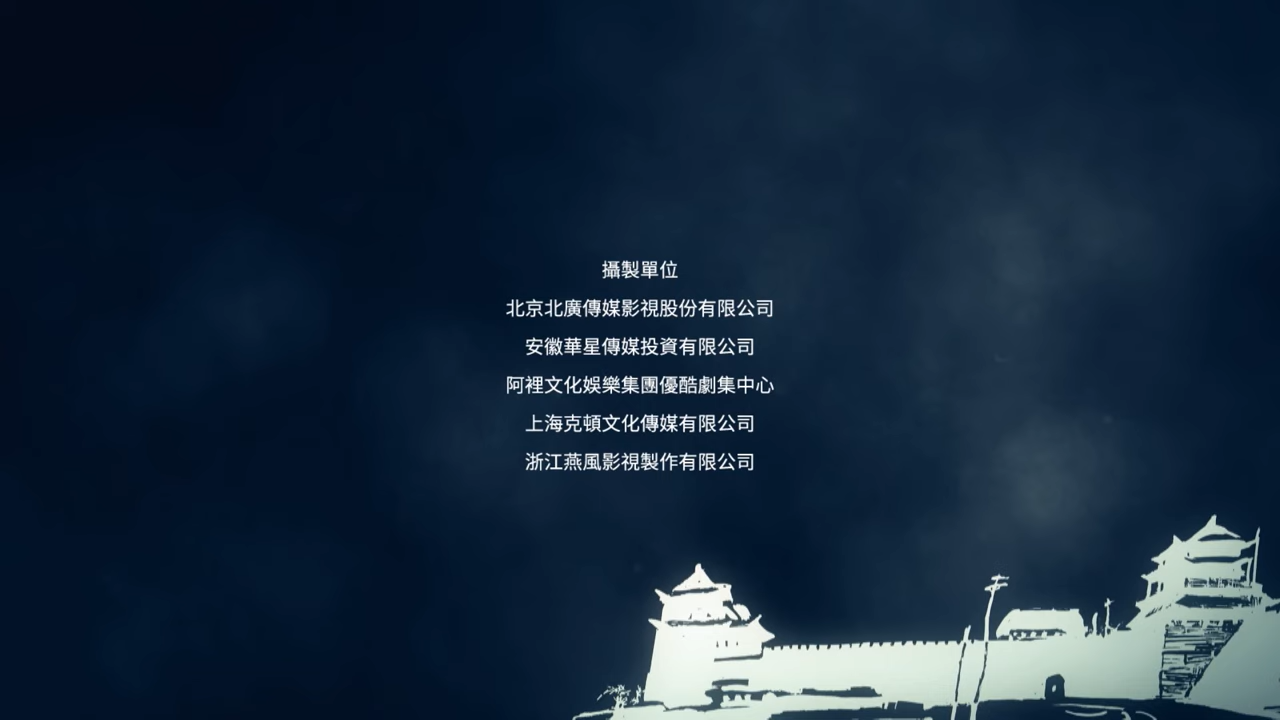 攝製單位
北京北廣傳媒影視股份有限公司
安徽華星傳媒投資有限公司
阿裡文化娛樂集團優酷劇集中心
上海克頓文化傳媒有限公司
浙江燕風影視製作有限公司